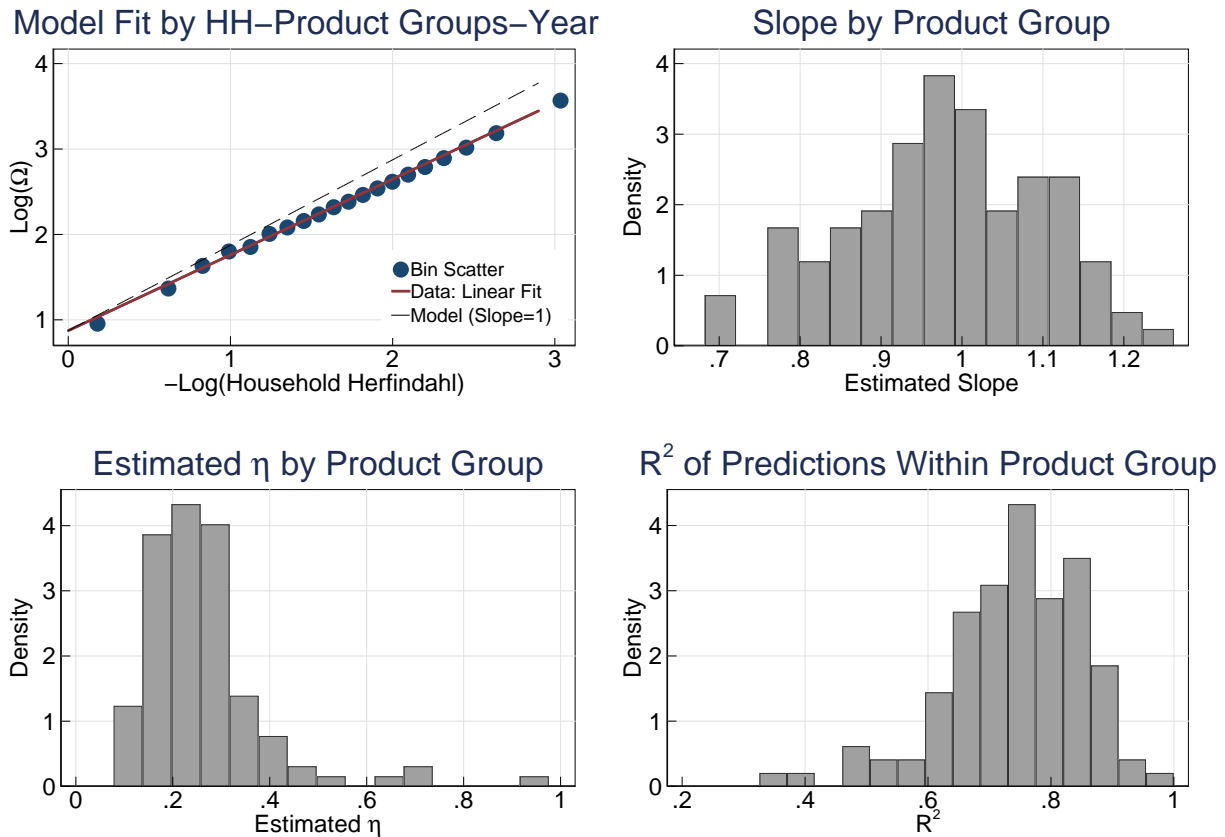 Model Fit by HH−Product Groups−Year
4
3
2
1
Log(Ω)
0 1 2 3
−Log(Household Herfindahl)
Bin Scatter
Data: Linear Fit
Model (Slope=1)
Slope by Product Group
4
3
2
1
0
Density
.7 .8 .9 1 1.1 1.2
Estimated Slope
Estimated η by Product Group
4
3
2
1
0
Density
0 .2 .4 .6 .8 1
Estimated η
R² of Predictions Within Product Group
4
3
2
1
0
Density
.2 .4 .6 .8 1
R²